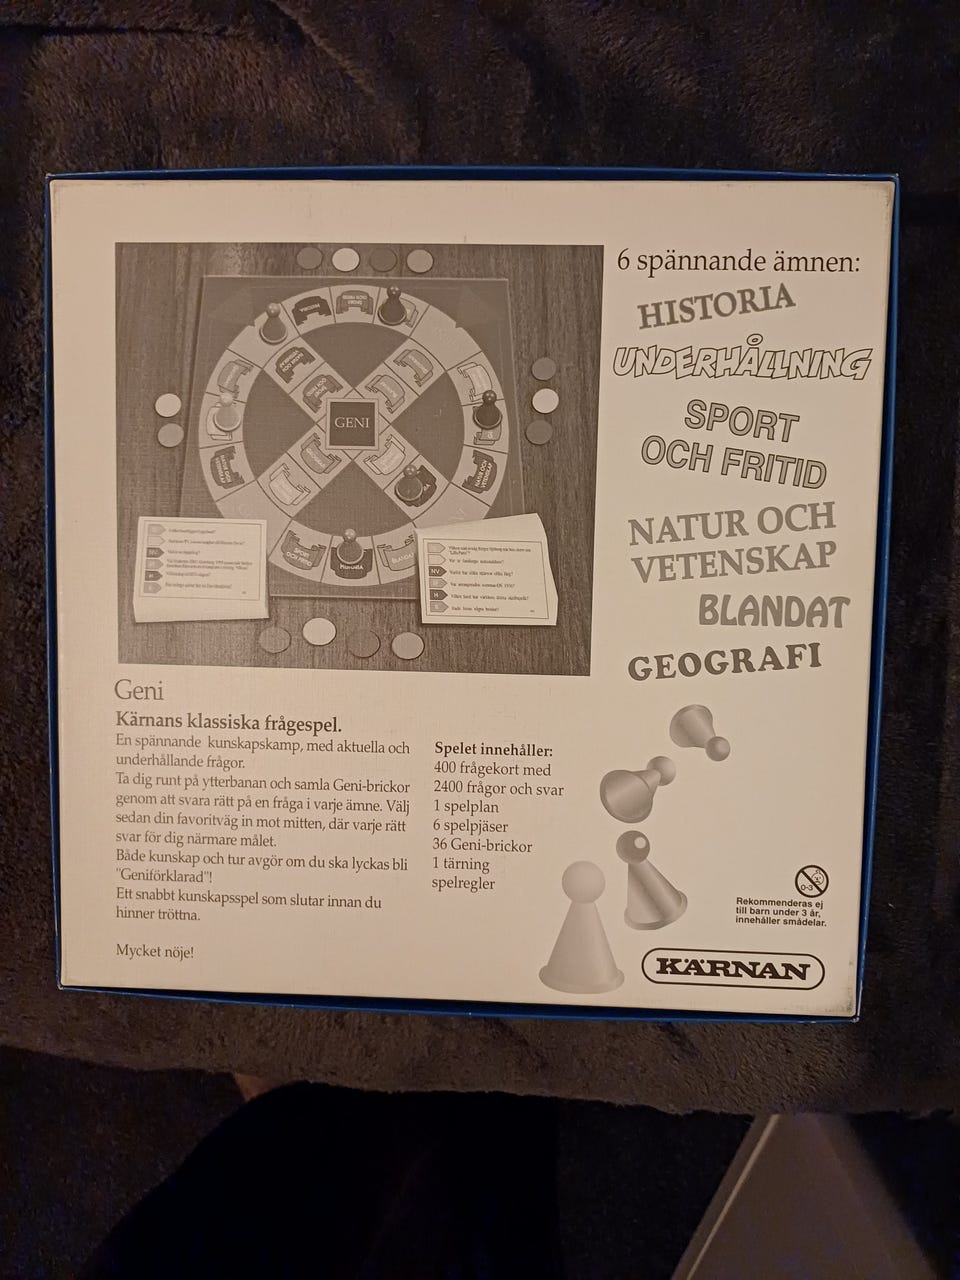 6 spännande ämnen:
HISTORIA
UNDERHÅLLNING
SPORT
OCH FRITID
NATUR OCH
VETENSKAP
BLANDAT
GEOGRAFI
GENI
HISTORIA
Geni
Kärnans klassiska frågespel.
En spännande kunskapskamp, med aktuella och
underhållande frågor.
Ta dig runt på ytterbanan och samla Geni-brickor
genom att svara rätt på en fråga i varje ämne. Välj
sedan din favoritväg in mot mitten, där varje rätt
svar för dig närmare målet.
Både kunskap och tur avgör om du ska lyckas bli
"Geniförklarad"!
Ett snabbt kunskapsspel som slutar innan du
hinner tröttna.
Mycket nöje!
Spelet innehåller:
400 frågekort med
2400 frågor och svar
1 spelplan
6 spelpjäser
36 Geni-brickor
1 tärning
spelregler
0-3
Rekommenderas ej
till barn under 3 år,
innehåller smådelar.
KÄRNAN